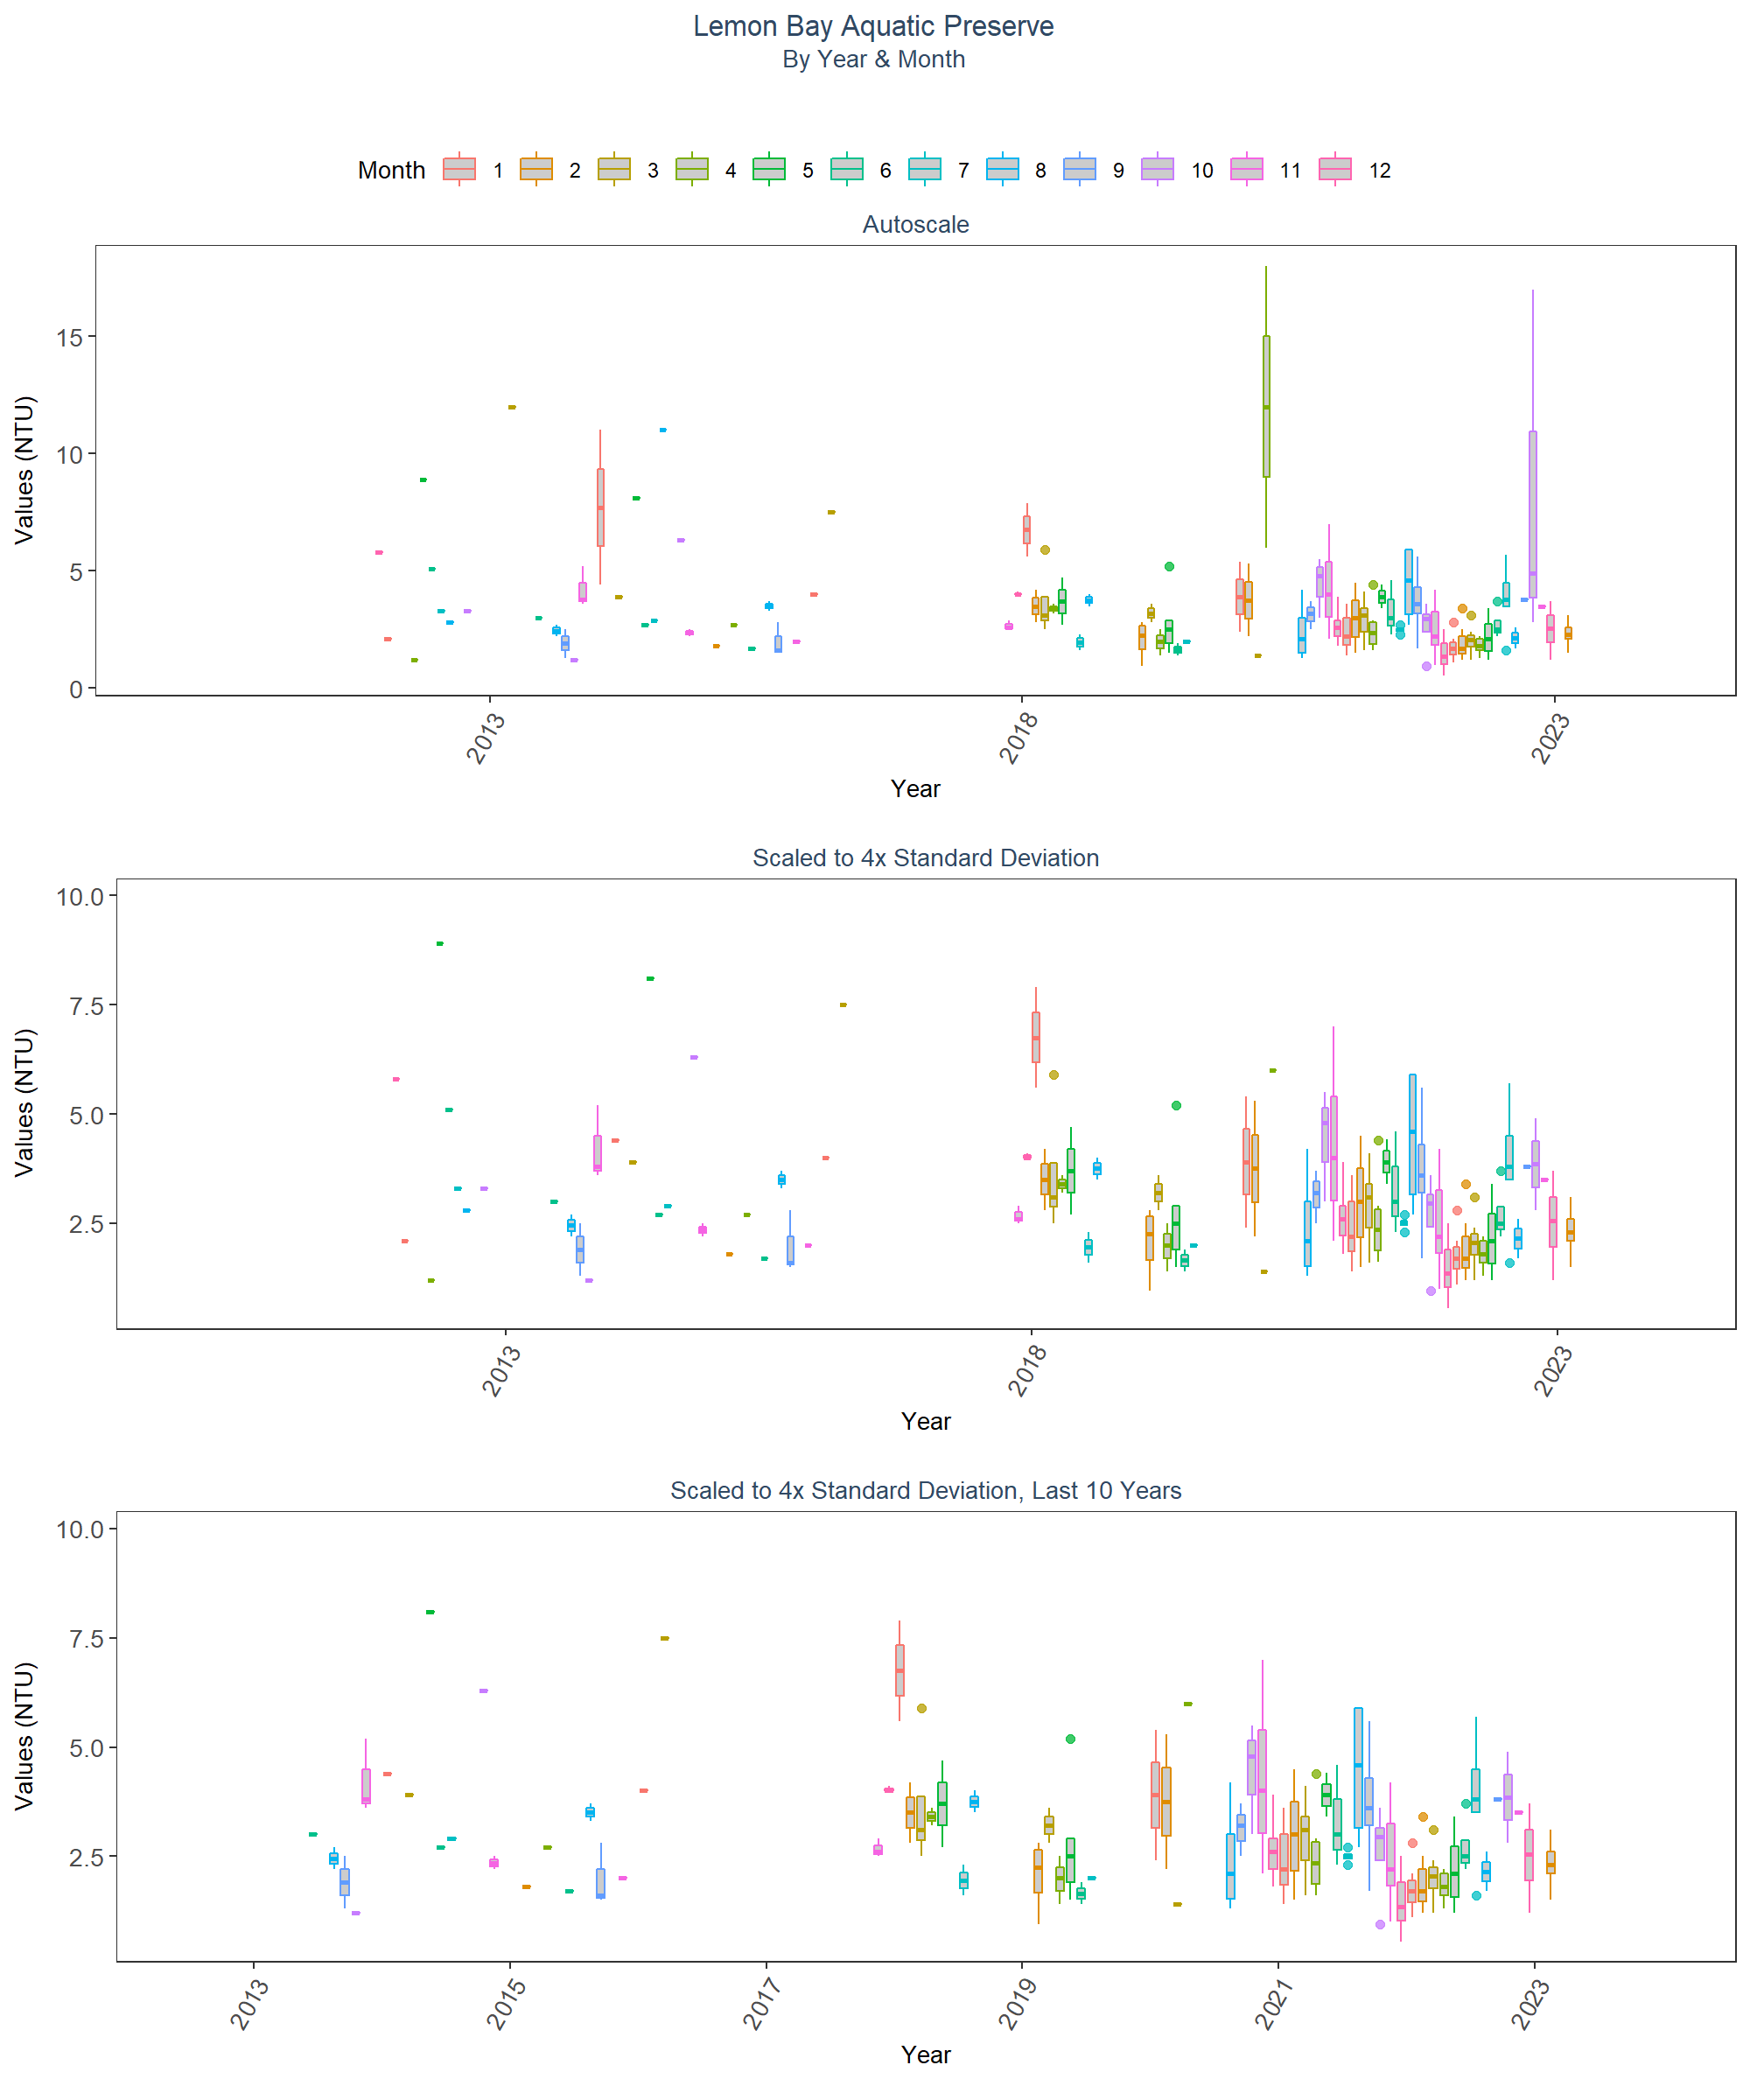 Lemon Bay Aquatic Preserve
By Year & Month
Month 1 2 3 4 5 6 7 8 9 10 11 12
Autoscale
Values (NTU)
15
10
5
0
2013 2018 2023
Year
Scaled to 4x Standard Deviation
Values (NTU)
10.0
7.5
5.0
2.5
2013 2018 2023
Year
Scaled to 4x Standard Deviation, Last 10 Years
Values (NTU)
10.0
7.5
5.0
2.5
2013 2015 2017 2019 2021 2023
Year